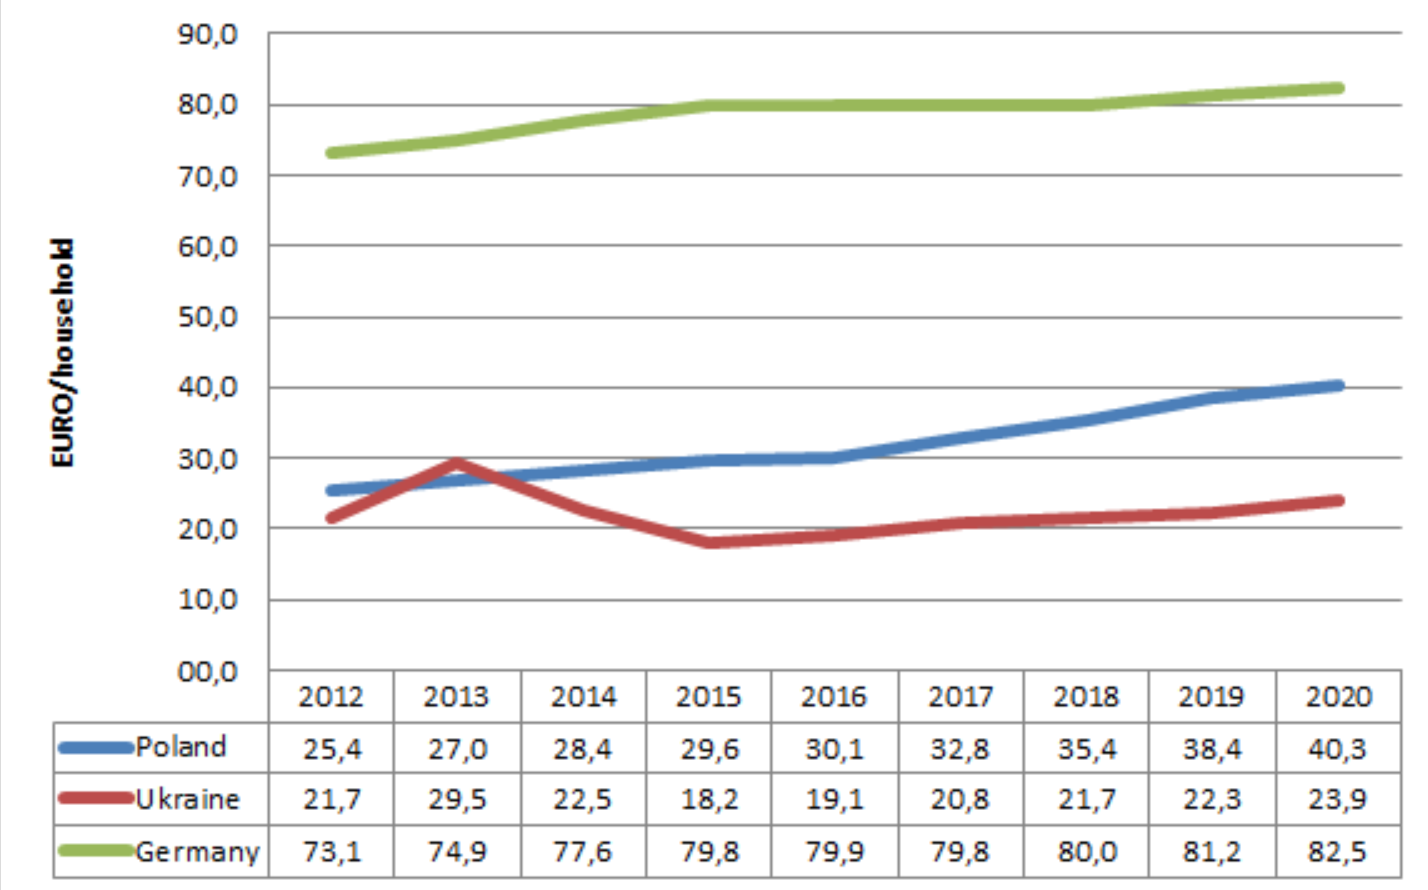 90,0
80,0
70,0
60,0
50,0
40,0
30,0
20,0
10,0
00,0
EURO/household
2012 2013 2014 2015 2016 2017 2018 2019 2020
Poland 25,4 27,0 28,4 29,6 30,1 32,8 35,4 38,4 40,3
Ukraine 21,7 29,5 22,5 18,2 19,1 20,8 21,7 22,3 23,9
Germany 73,1 74,9 77,6 79,8 79,9 79,8 80,0 81,2 82,5